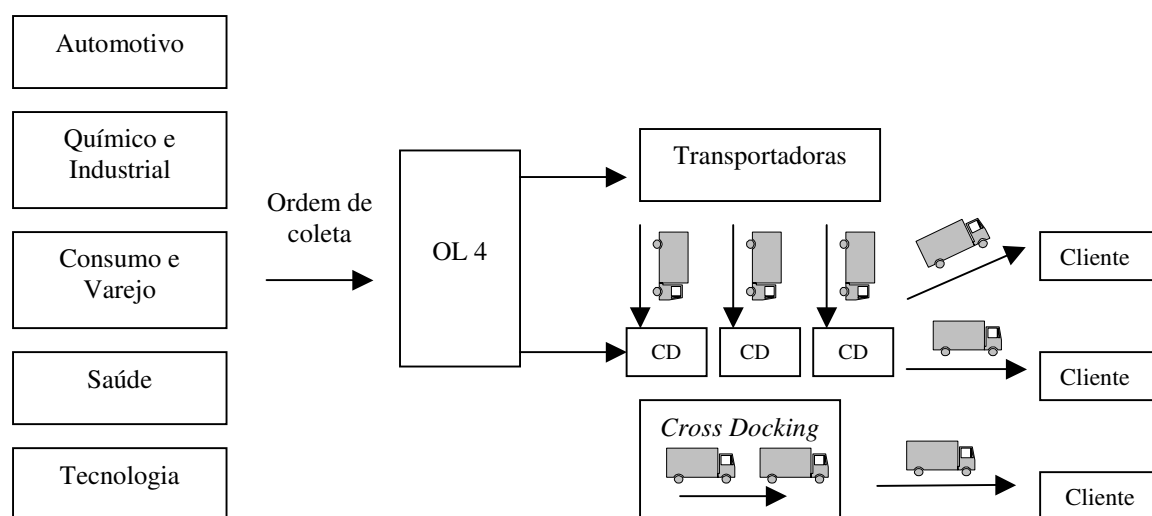 Automotivo
Químico e
Industrial
Consumo e
Varejo
Saúde
Tecnologia
Ordem de
coleta
OL 4
Transportadoras
CD
CD
CD
Cross Docking
Cliente
Cliente
Cliente